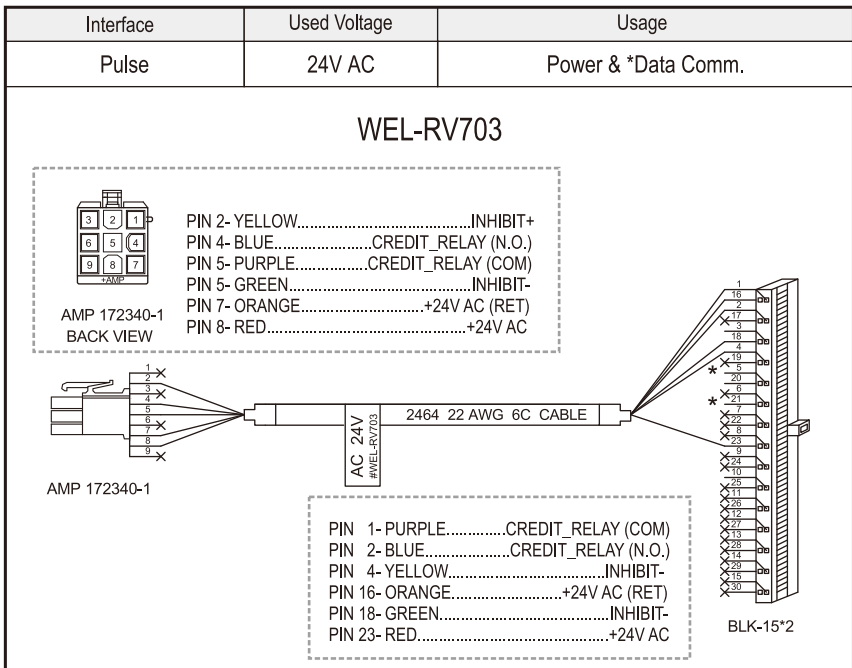 Interface Used Voltage Usage
Pulse 24V AC Power & *Data Comm.
WEL-RV703
3 2 1
6 5 4
9 8 7
+AMP
AMP 172340-1
BACK VIEW
PIN 2- YELLOW..............................INHIBIT+
PIN 4- BLUE................CREDIT_RELAY (N.O.)
PIN 5- PURPLE............CREDIT_RELAY (COM)
PIN 5- GREEN..............................INHIBIT-
PIN 7- ORANGE.....................+24V AC (RET)
PIN 8- RED....................................+24V AC
1
2
3
4
5
6
7
8
9
AMP 172340-1
AC 24V
#WEL-RV703
2464 22 AWG 6C CABLE
1
16
2
17
3
18
4
19
* 5
20
6
* 21
7
22
8
23
9
24
10
25
11
26
12
27
13
28
14
29
15
30
BLK-15*2
PIN 1- PURPLE............CREDIT_RELAY (COM)
PIN 2- BLUE................CREDIT_RELAY (N.O.)
PIN 4- YELLOW..............................INHIBIT-
PIN 16- ORANGE.....................+24V AC (RET)
PIN 18- GREEN..............................INHIBIT-
PIN 23- RED....................................+24V AC